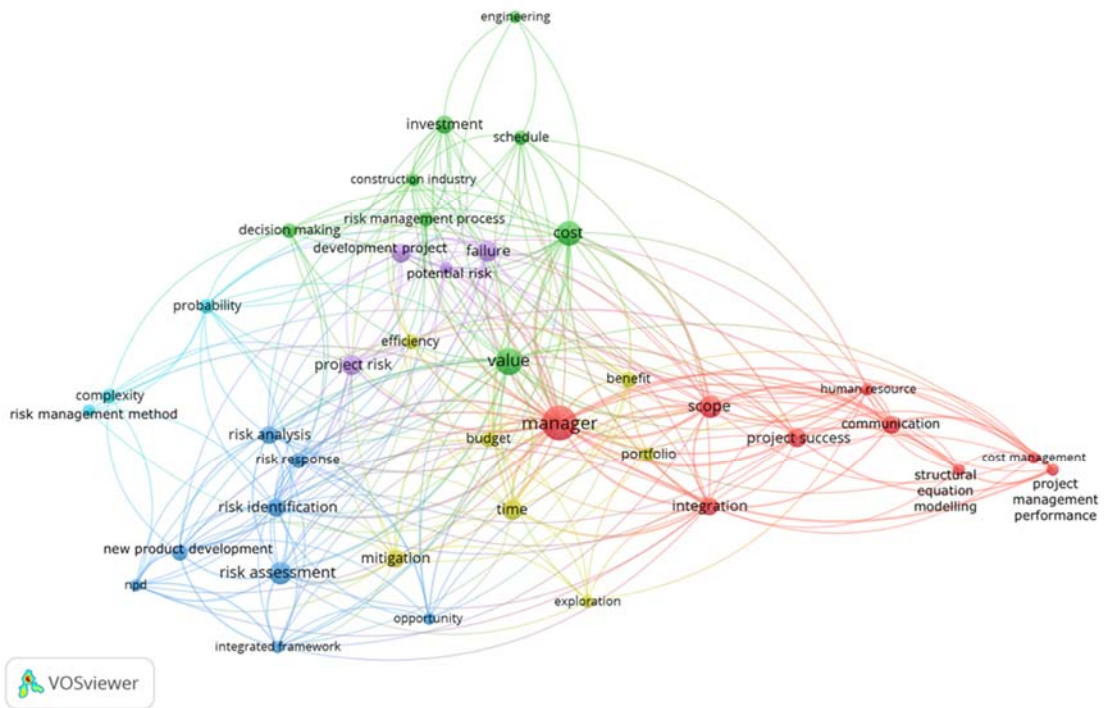 engineering
investment
schedule
construction industry
risk management process
decision making
cost
development project
failure
potential risk
probability
efficiency
value
project risk
benefit
human resource
complexity
scope
risk management method
manager
communication
risk analysis
budget
project success
portfolio
cost management
risk response
structural
equation
modelling
project
management
performance
risk identification
time
integration
new product development
mitigation
risk assessment
npd
exploration
opportunity
integrated framework
VOSviewer